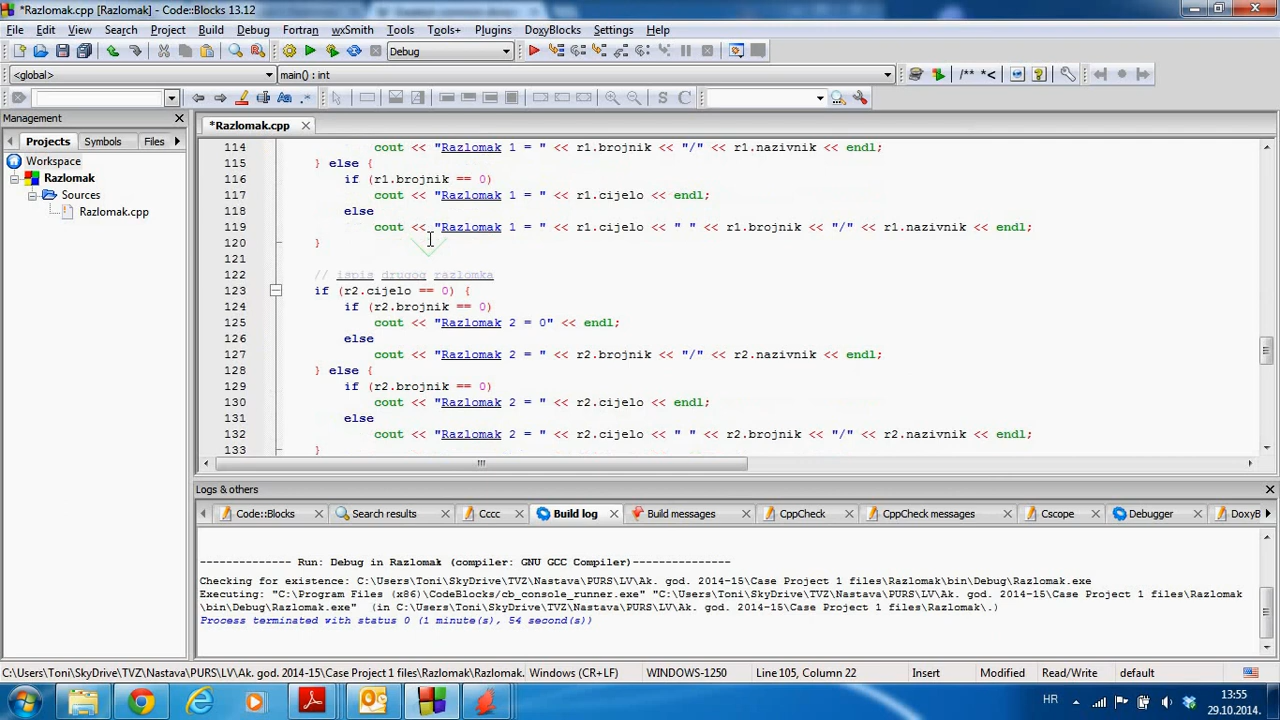 *Razlomak.cpp [Razlomak] - Code::Blocks 13.12
File Edit View Search Project Build Debug Fortran wxSmith Tools Tools+ Plugins DoxyBlocks Settings Help
Debug
<global> main() : int /** *<
Management
Projects Symbols Files
*Razlomak.cpp
Workspace
Razlomak
Sources
Razlomak.cpp
114 cout << "Razlomak 1 = " << r1.brojnik << "/" << r1.nazivnik << endl;
115 } else {
116 if (r1.brojnik == 0)
117 cout << "Razlomak 1 = " << r1.cijelo << endl;
118 else
119 cout << "Razlomak 1 = " << r1.cijelo << " " << r1.brojnik << "/" << r1.nazivnik << endl;
120 }
121
122 // ispis drugog razlomka
123 if (r2.cijelo == 0) {
124 if (r2.brojnik == 0)
125 cout << "Razlomak 2 = 0" << endl;
126 else
127 cout << "Razlomak 2 = " << r2.brojnik << "/" << r2.nazivnik << endl;
128 } else {
129 if (r2.brojnik == 0)
130 cout << "Razlomak 2 = " << r2.cijelo << endl;
131 else
132 cout << "Razlomak 2 = " << r2.cijelo << " " << r2.brojnik << "/" << r2.nazivnik << endl;
133 }
Logs & others
Code::Blocks Search results Cccc Build log Build messages CppCheck CppCheck messages Cscope Debugger DoxyB
-------------- Run: Debug in Razlomak (compiler: GNU GCC Compiler)---------------
Checking for existence: C:\Users\Toni\SkyDrive\TVZ\Nastava\PURS\LV\Ak. god. 2014-15\Case Project 1 files\Razlomak\bin\Debug\Razlomak.exe
Executing: "C:\Program Files (x86)\CodeBlocks/cb_console_runner.exe" "C:\Users\Toni\SkyDrive\TVZ\Nastava\PURS\LV\Ak. god. 2014-15\Case Project 1 files\Razlomak
\bin\Debug\Razlomak.exe"  (in C:\Users\Toni\SkyDrive\TVZ\Nastava\PURS\LV\Ak. god. 2014-15\Case Project 1 files\Razlomak\.)
Process terminated with status 0 (1 minute(s), 54 second(s))
C:\Users\Toni\SkyDrive\TVZ\Nastava\PURS\LV\Ak. god. 2014-15\Case Project 1 files\Razlomak\Razlomak. Windows (CR+LF) WINDOWS-1250 Line 105, Column 22 Insert Modified Read/Write default
HR 13:55
29.10.2014.